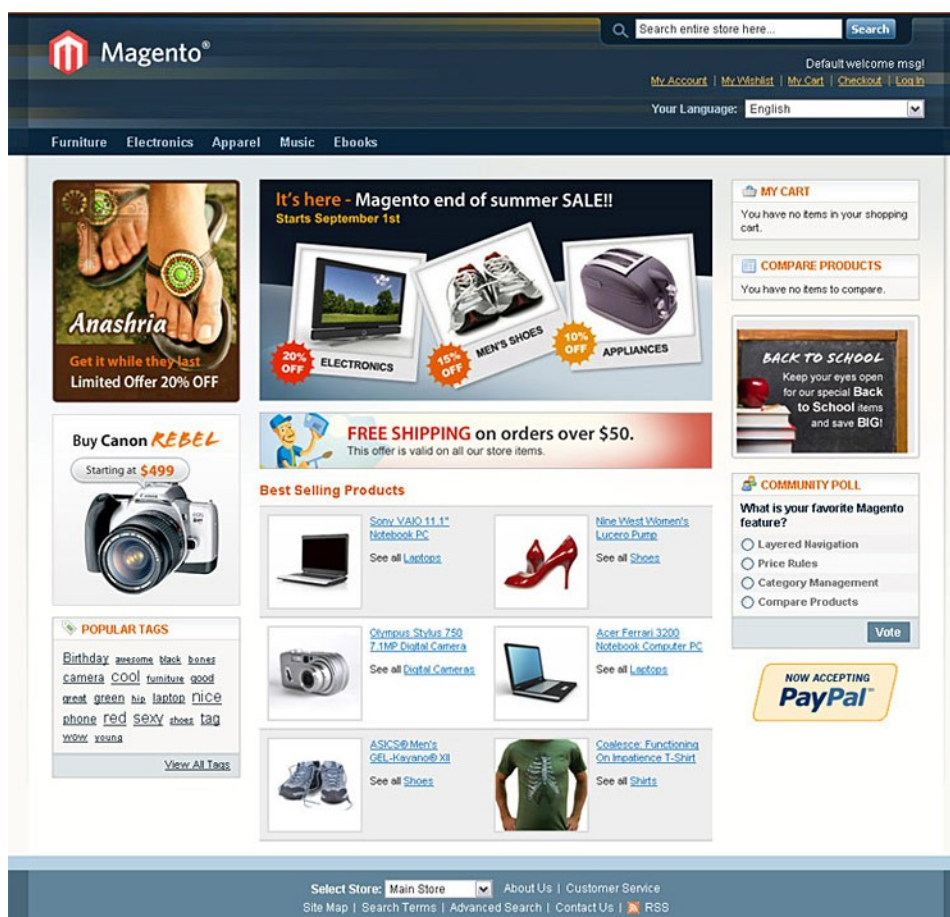 Magento®
Search entire store here...
Search
Default welcome msg!
My Account | My Wishlist | My Cart | Checkout | Log In
Your Language: English
Furniture Electronics Apparel Music Ebooks
Anashria
Get it while they last
Limited Offer 20% OFF
It's here - Magento end of summer SALE!!
Starts September 1st
20% OFF
ELECTRONICS
15% OFF
MEN'S SHOES
10% OFF
APPLIANCES
MY CART
You have no items in your shopping
cart.
COMPARE PRODUCTS
You have no items to compare.
BACK TO SCHOOL
Keep your eyes open
for our special Back
to School items
and save BIG!
Buy Canon REBEL
Starting at $499
Canon
FREE SHIPPING on orders over $50.
This offer is valid on all our store items.
Best Selling Products
Sony VAIO 11.1"
Notebook PC
See all Laptops
Nine West Women's
Lucero Pump
See all Shoes
Olympus Stylus 750
7.1MP Digital Camera
See all Digital Cameras
Acer Ferrari 3200
Notebook Computer PC
See all Laptops
ASICS® Men's
GEL-Kayano® XII
See all Shoes
Coalesce: Functioning
On Impatience T-Shirt
See all Shirts
COMMUNITY POLL
What is your favorite Magento
feature?
Layered Navigation
Price Rules
Category Management
Compare Products
Vote
POPULAR TAGS
Birthday awesome black bones
camera cool furniture good
great green hip laptop nice
phone red sexy shoes tag
wow young
View All Tags
NOW ACCEPTING
PayPal™
Select Store: Main Store About Us | Customer Service
Site Map | Search Terms | Advanced Search | Contact Us | RSS